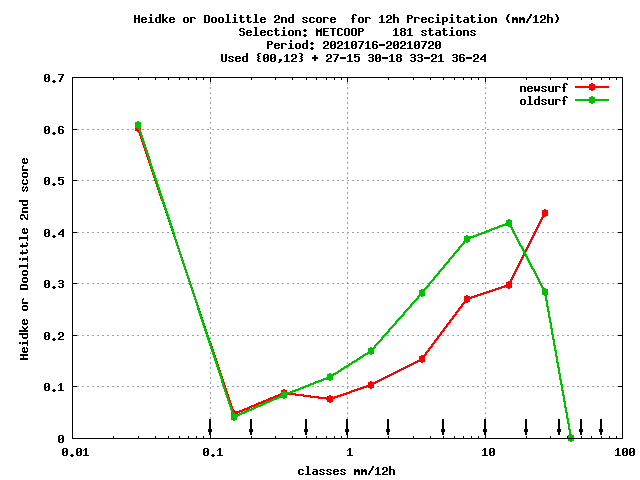 Heidke or Doolittle 2nd score  for 12h Precipitation (mm/12h)
Selection: METCOOP    181 stations
Period: 20210716-20210720
Used {00,12} + 27-15 30-18 33-21 36-24
newsurf
oldsurf
Heidke or Doolittle 2nd score
0.7
0.6
0.5
0.4
0.3
0.2
0.1
0
0.01 0.1 1 10 100
classes mm/12h